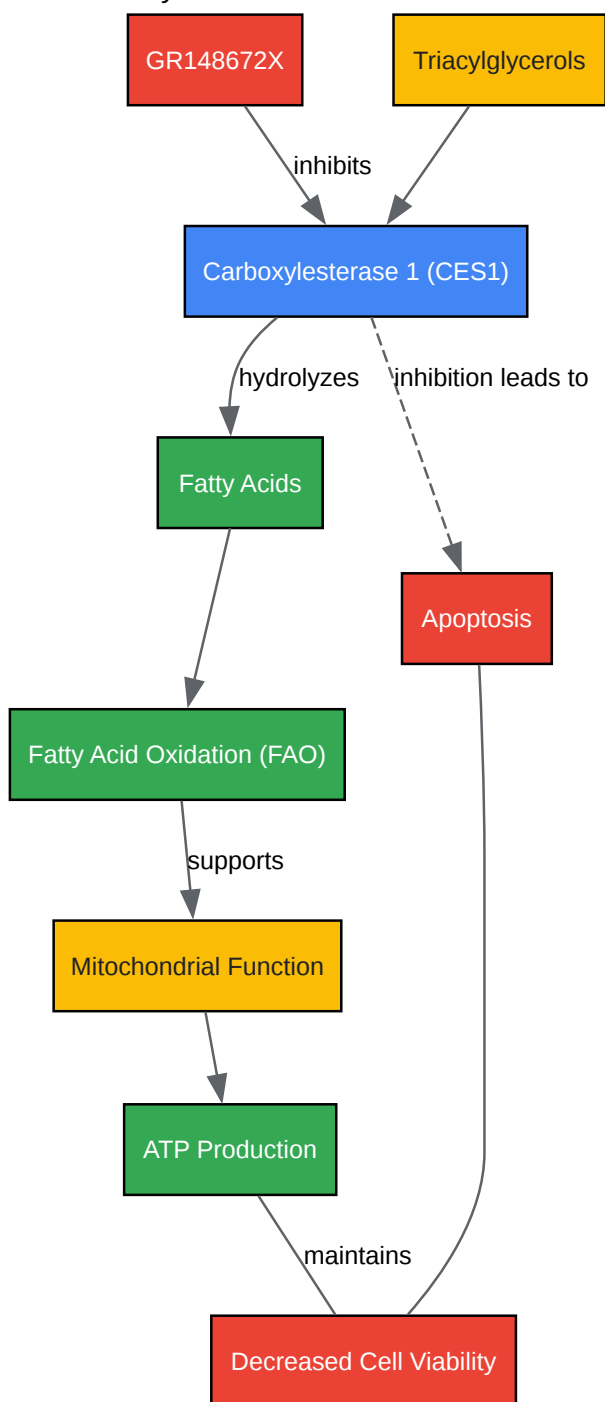 GR148672X
Triacylglycerols
inhibits
Carboxylesterase 1 (CES1)
hydrolyzes
inhibition leads to
Fatty Acids
Apoptosis
Fatty Acid Oxidation (FAO)
supports
Mitochondrial Function
ATP Production
maintains
Decreased Cell Viability